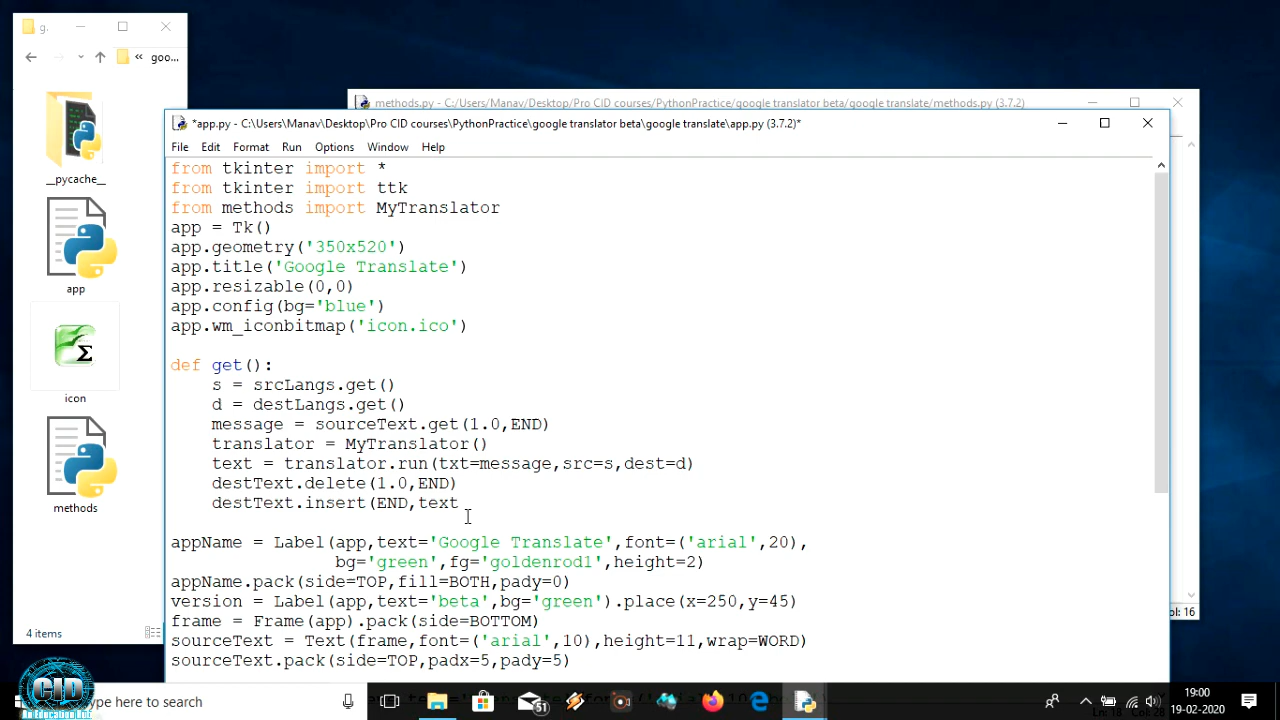 g.
« goo...
__pycache__
app
icon
methods
4 items
methods.py - C:/Users/Manav/Desktop/Pro CID courses/PythonPractice/google translator beta/google translate/methods.py (3.7.2)
*app.py - C:\Users\Manav\Desktop\Pro CID courses\PythonPractice\google translator beta\google translate\app.py (3.7.2)*
File Edit Format Run Options Window Help
from tkinter import *
from tkinter import ttk
from methods import MyTranslator
app = Tk()
app.geometry('350x520')
app.title('Google Translate')
app.resizable(0,0)
app.config(bg='blue')
app.wm_iconbitmap('icon.ico')
def get():
s = srcLangs.get()
d = destLangs.get()
message = sourceText.get(1.0,END)
translator = MyTranslator()
text = translator.run(txt=message,src=s,dest=d)
destText.delete(1.0,END)
destText.insert(END,text
appName = Label(app,text='Google Translate',font=('arial',20),
bg='green',fg='goldenrod1',height=2)
appName.pack(side=TOP,fill=BOTH,pady=0)
version = Label(app,text='beta',bg='green').place(x=250,y=45)
frame = Frame(app).pack(side=BOTTOM)
sourceText = Text(frame,font=('arial',10),height=11,wrap=WORD)
sourceText.pack(side=TOP,padx=5,pady=5)
Col: 16
CID
ype here to search
51
19:00
19-02-2020